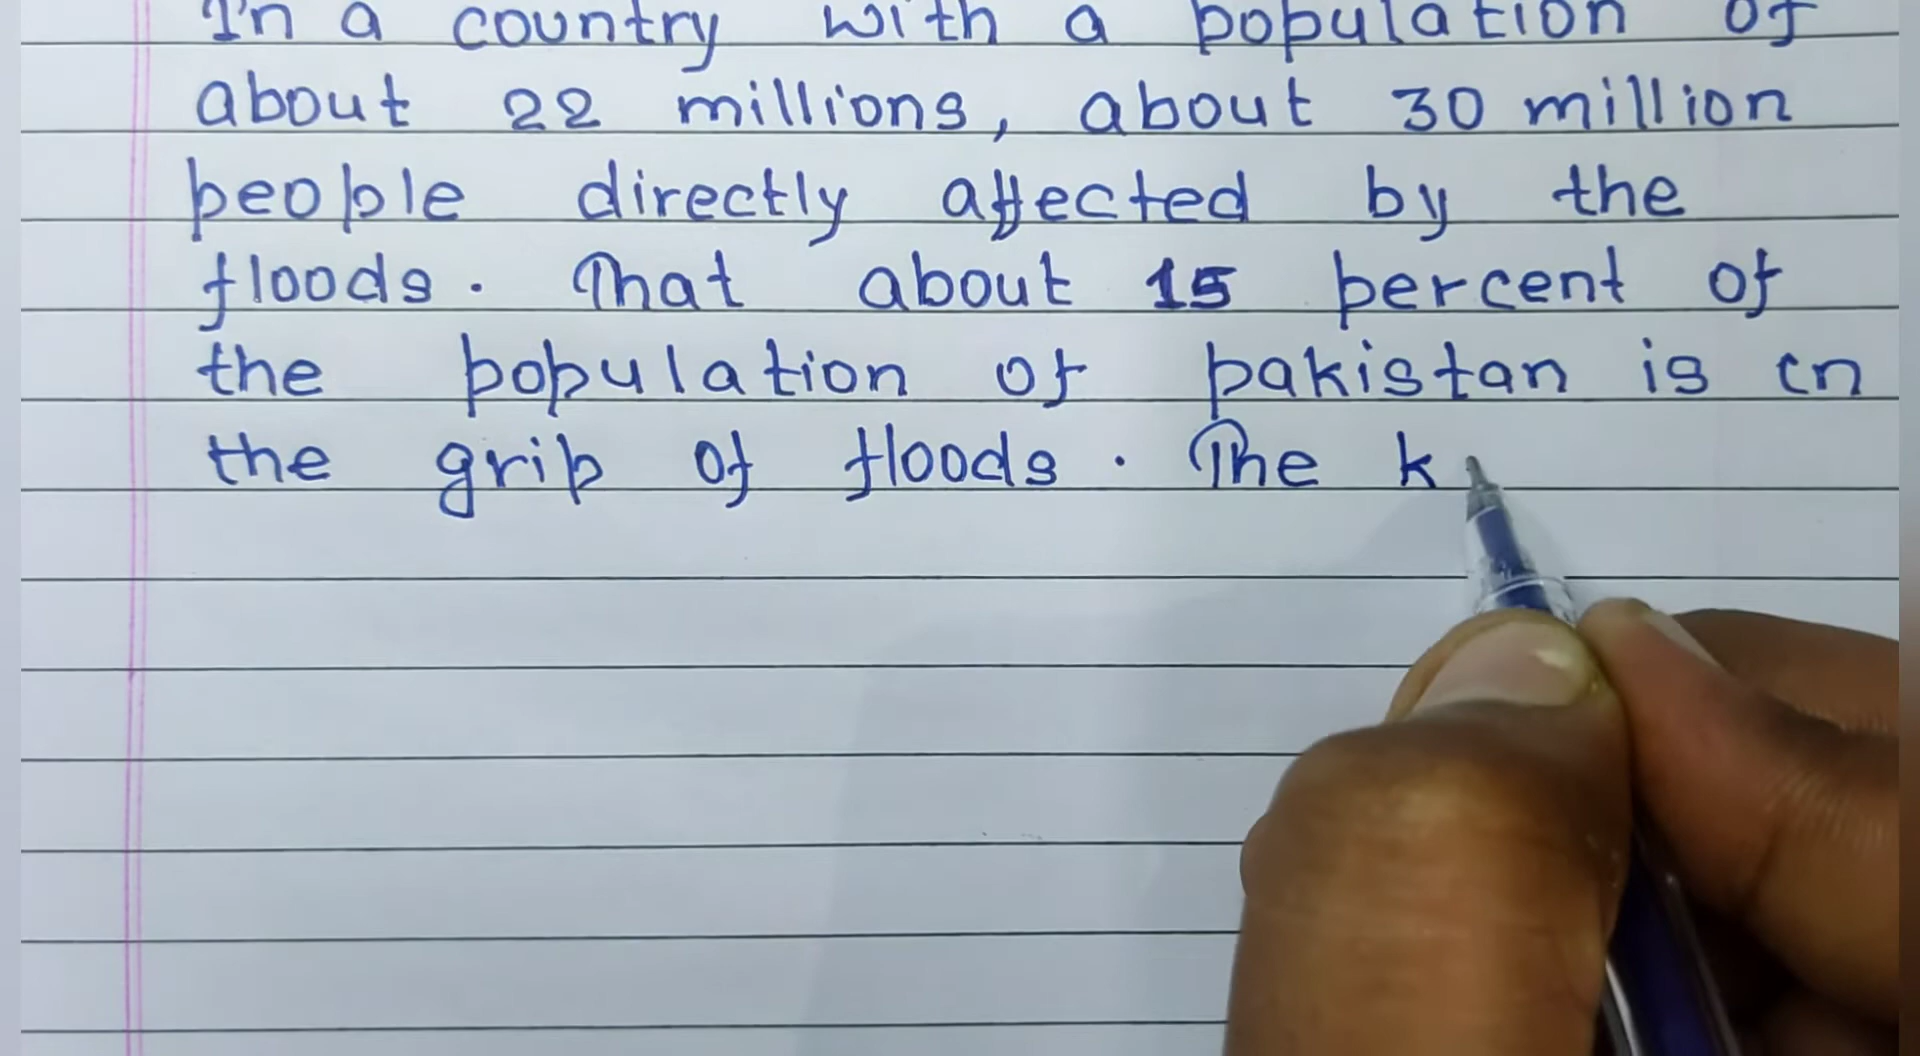 In a country with a population of
about 22 millions, about 30 million
people directly affected by the
floods. That about 15 percent of
the population of pakistan is in
the grip of floods. The k